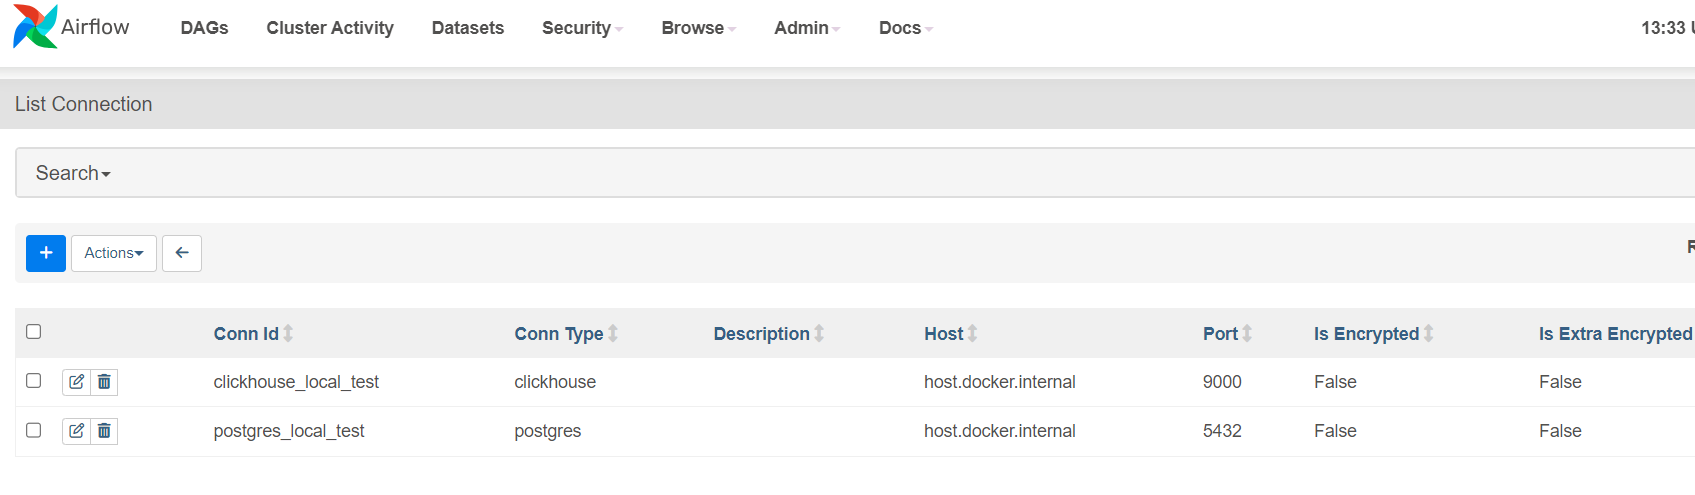 Airflow DAGs Cluster Activity Datasets Security Browse Admin Docs 13:33 U
List Connection
Search
Actions
R
Conn Id Conn Type Description Host Port Is Encrypted Is Extra Encrypted
clickhouse_local_test clickhouse host.docker.internal 9000 False False
postgres_local_test postgres host.docker.internal 5432 False False